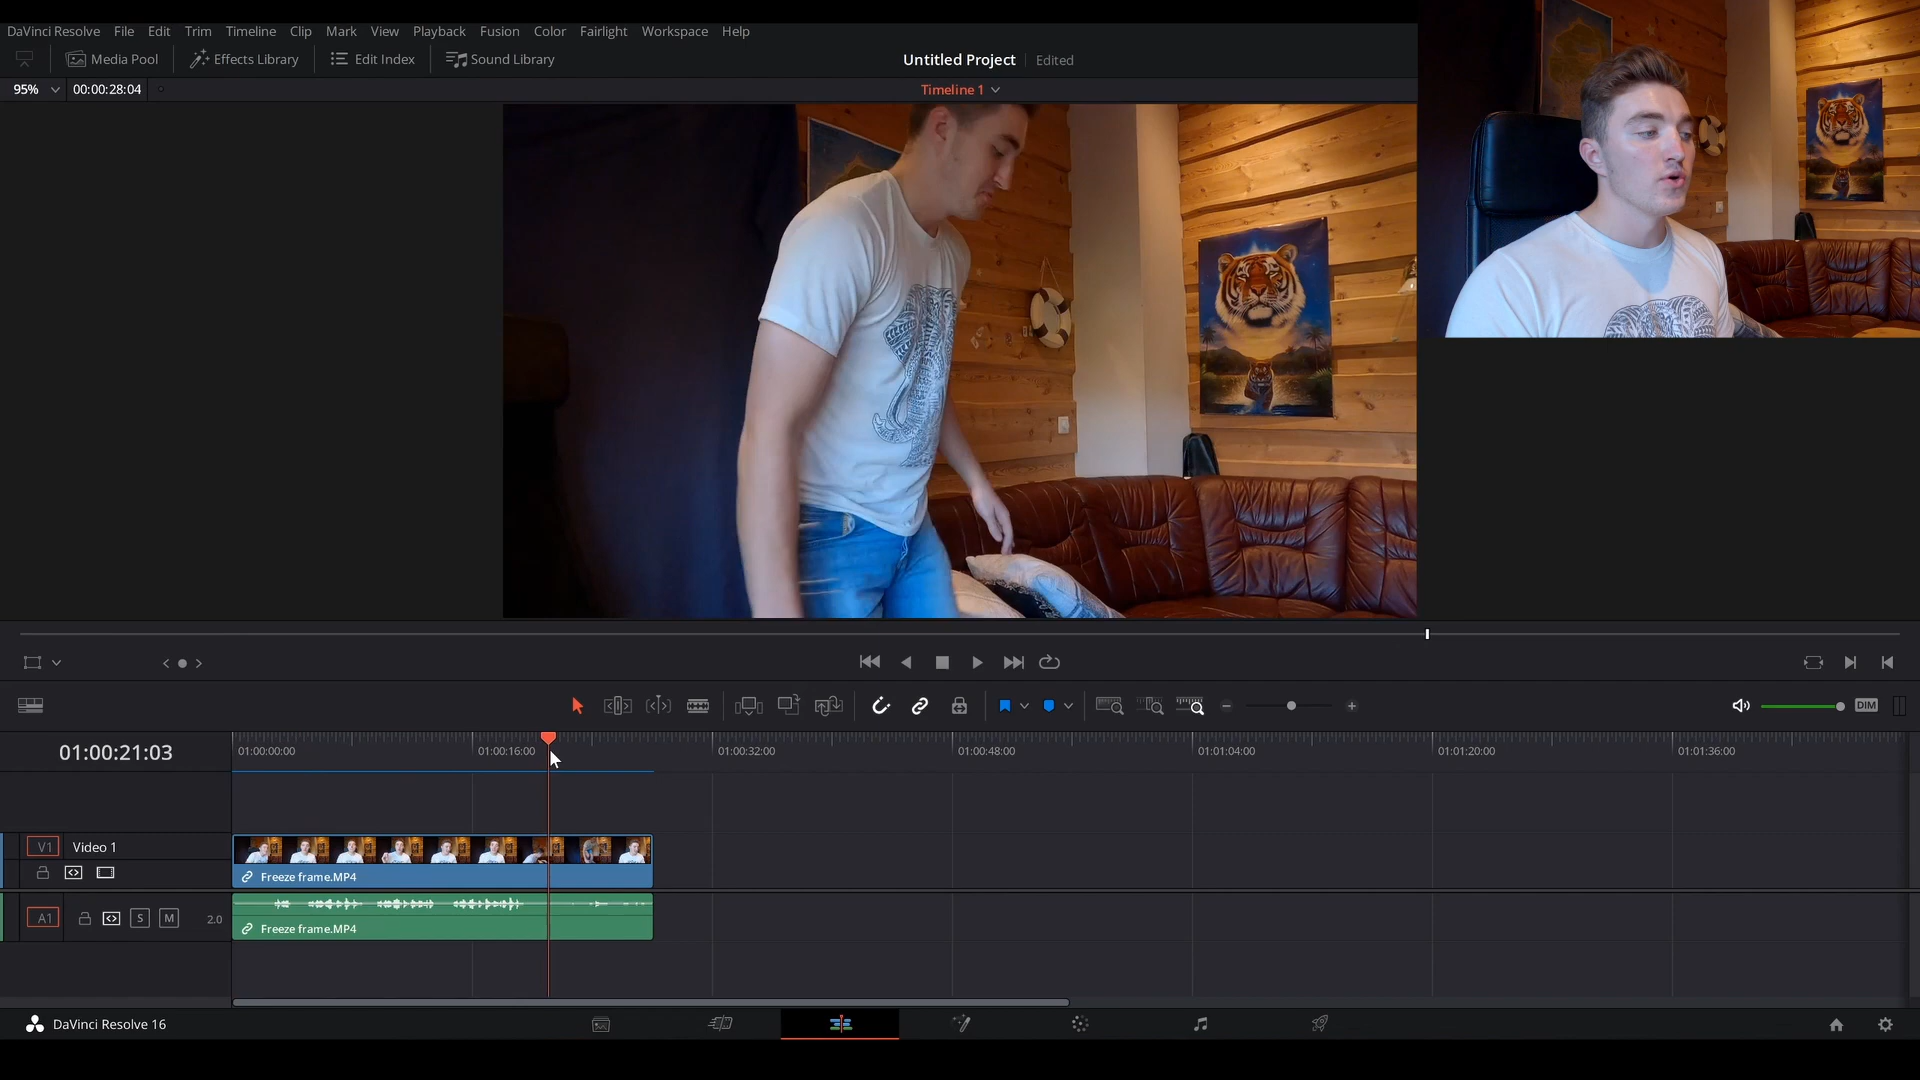 DaVinci Resolve File Edit Trim Timeline Clip Mark View Playback Fusion Color Fairlight Workspace Help
Media Pool Effects Library Edit Index Sound Library Untitled Project Edited
95% 00:00:28:04 Timeline 1
DIM
01:00:21:03 01:00:00:00 01:00:16:00 01:00:32:00 01:00:48:00 01:01:04:00 01:01:20:00 01:01:36:00
V1 Video 1
Freeze frame.MP4
A1 S M 2.0
Freeze frame.MP4
DaVinci Resolve 16